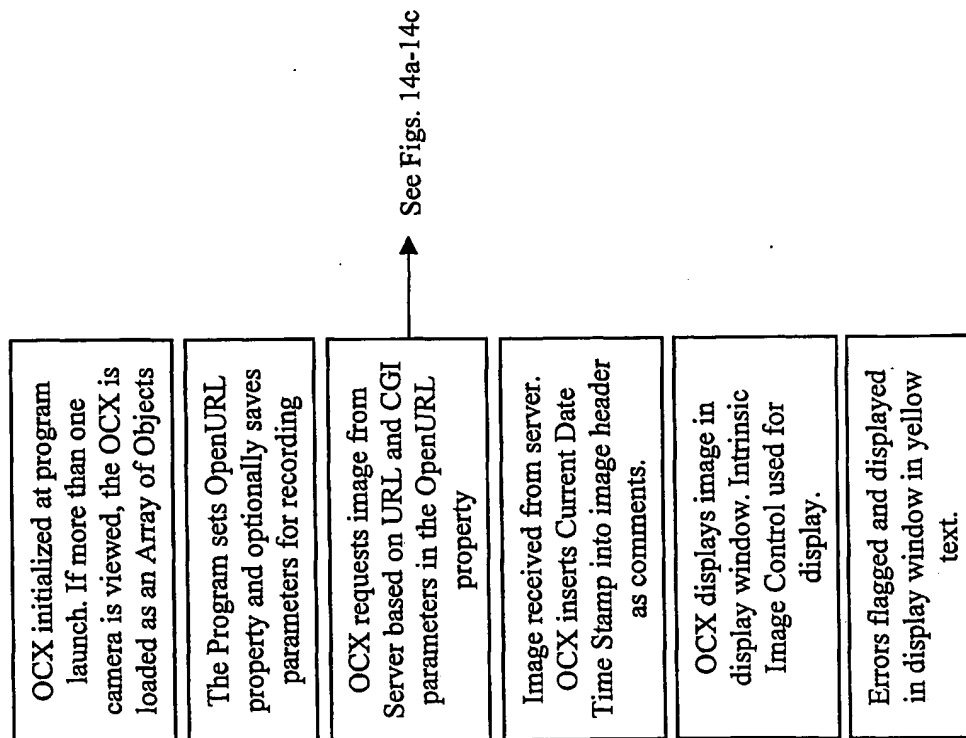 OCX initialized at program
launch. If more than one
camera is viewed, the OCX is
loaded as an Array of Objects
The Program sets OpenURL
property and optionally saves
parameters for recording
OCX requests image from
Server based on URL and CGI
parameters in the OpenURL
property
See Figs. 14a-14c
Image received from server.
OCX inserts Current Date
Time Stamp into image header
as comments.
OCX displays image in
display window. Intrinsic
Image Control used for
display.
Errors flagged and displayed
in display window in yellow
text.